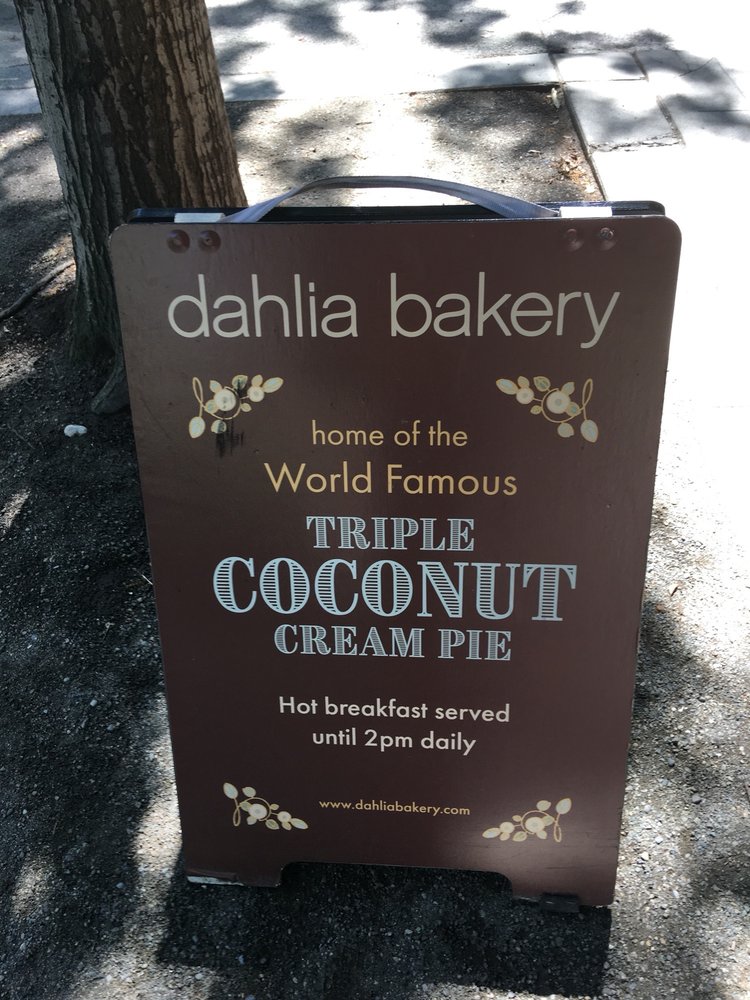 dahlia bakery
home of the
World Famous
TRIPLE
COCONUT
CREAM PIE
Hot breakfast served
until 2pm daily
www.dahliabakery.com